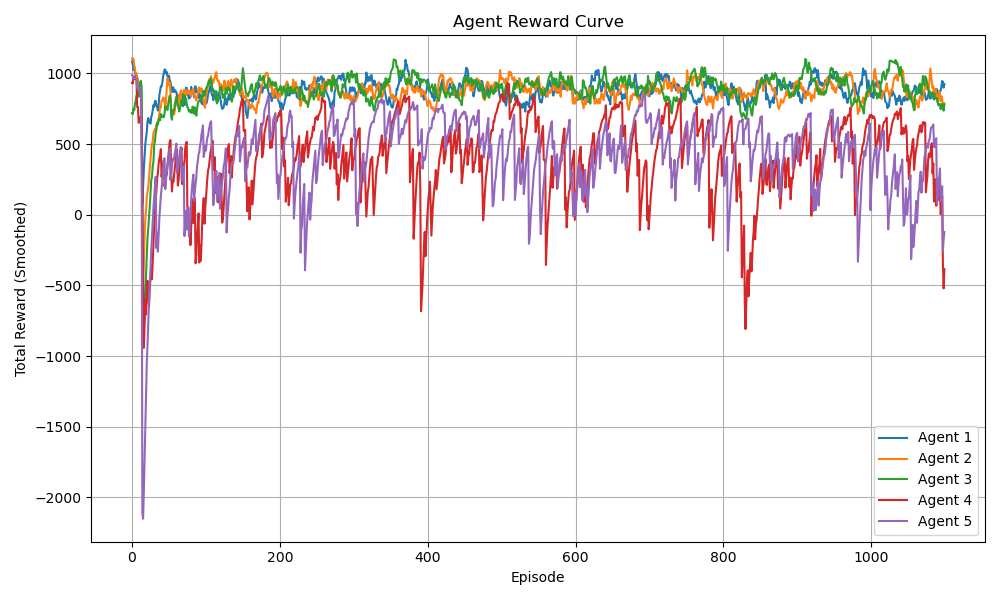 Agent Reward Curve
Total Reward (Smoothed)
1000
500
0
−500
−1000
−1500
−2000
0
200
400
600
800
1000
Episode
Agent 1
Agent 2
Agent 3
Agent 4
Agent 5